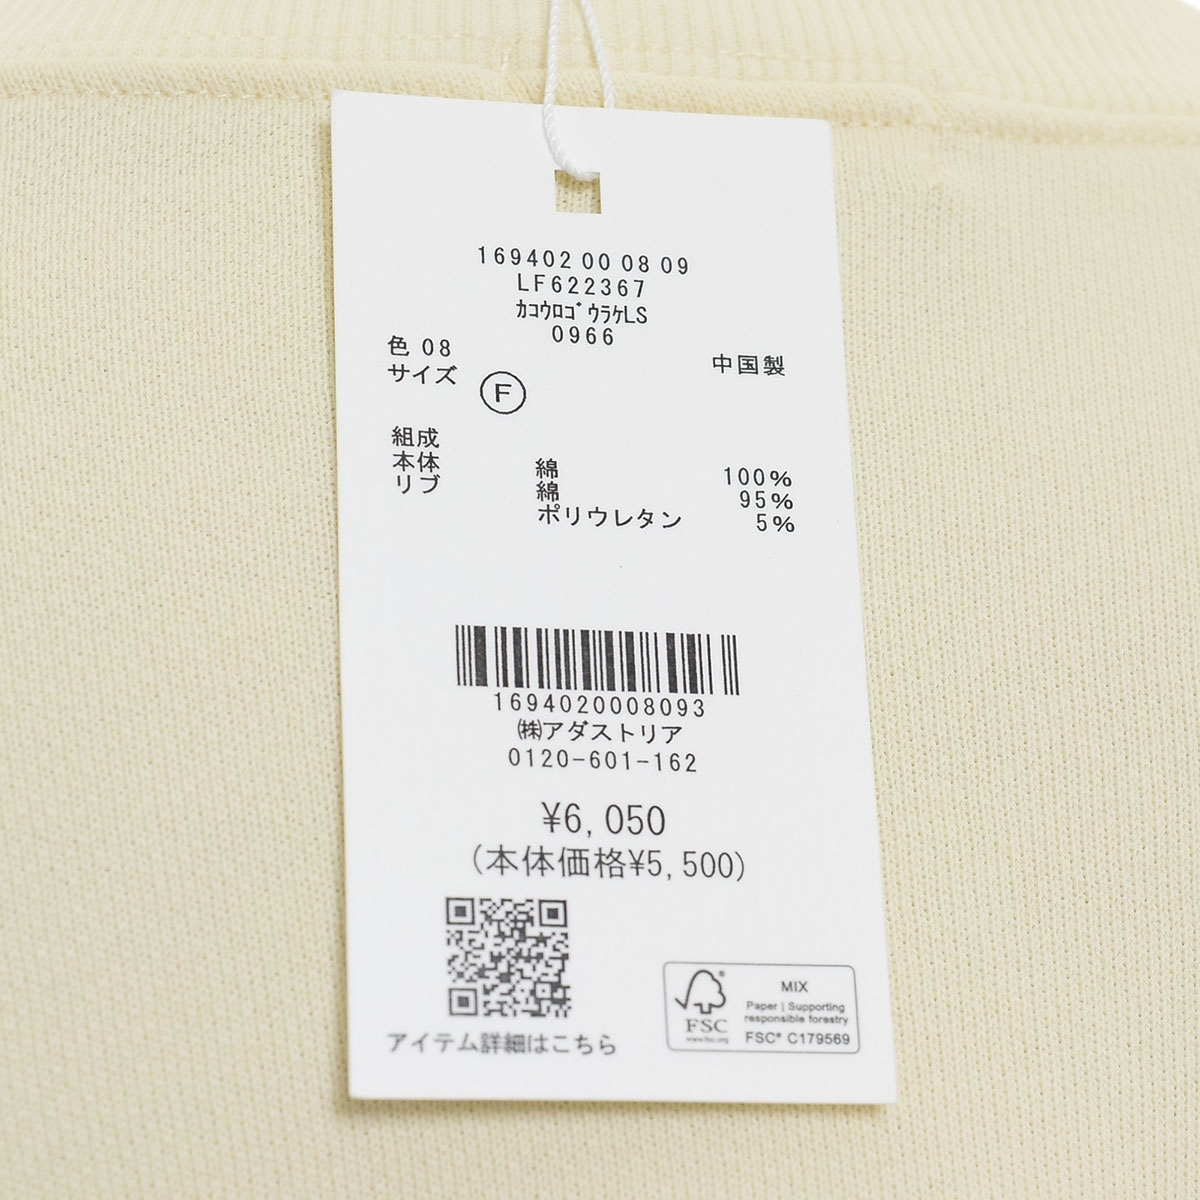 169402 00 08 09
LF622367
ｶｺｳﾛｺﾞｳﾗｹLS
0966
色 08
中国製
サイズ Ⓕ
組成
本体 綿 100%
リブ 綿 95%
ポリウレタン 5%
1694020008093
㈱アダストリア
0120-601-162
¥6,050
(本体価格¥5,500)
アイテム詳細はこちら
FSC
www.fsc.org
MIX
Paper | Supporting
responsible forestry
FSC® C179569